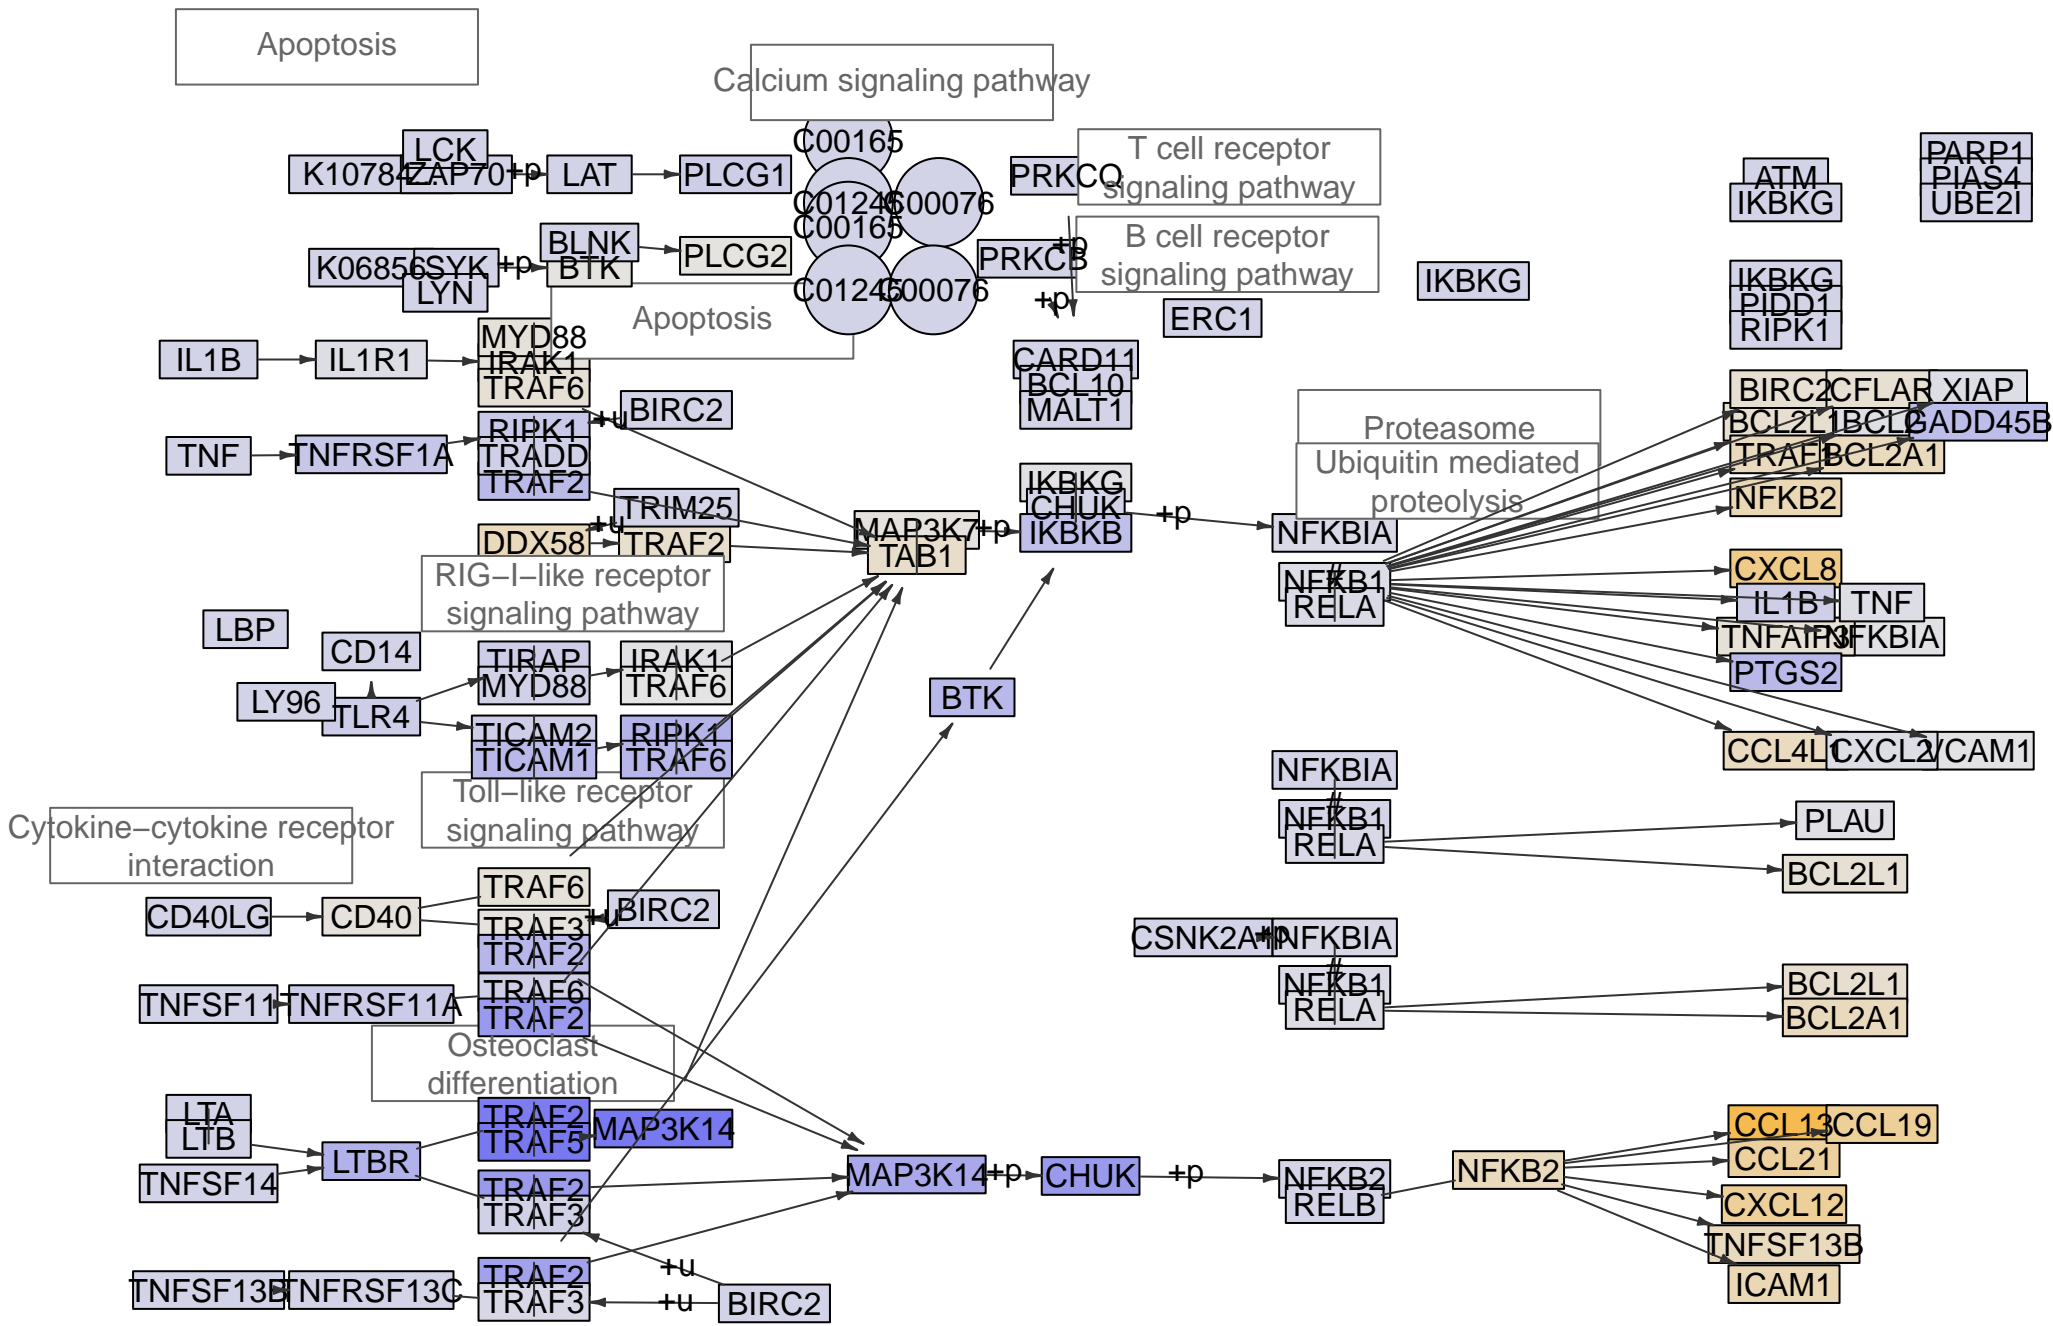 Apoptosis
Calcium signaling pathway
C00165
T cell receptor
signaling pathway
LCK
K10784
ZAP70
+p
LAT
PLCG1
PRKCQ
ATM
IKBKG
PARP1
PIAS4
UBE2I
C01245
C00076
C00165
B cell receptor
signaling pathway
+p
BLNK
BTK
PLCG2
PRKCB
K06856
SYK
+p
LYN
C01245
C00076
+p
IKBKG
IKBKG
PIDD1
RIPK1
Apoptosis
ERC1
MYD88
IRAK1
TRAF6
IL1B
IL1R1
CARD11
BCL10
MALT1
BIRC2
CFLAR
XIAP
BCL2L1
BCL2
GADD45B
TRAF1
BCL2A1
NFKB2
RIPK1
TRADD
TRAF2
+u
BIRC2
TNF
TNFRSF1A
Proteasome
Ubiquitin mediated
proteolysis
IKBKG
CHUK
IKBKB
+p
NFKBIA
TRIM25
+u
DDX58
TRAF2
MAP3K7
TAB1
+p
RIG−I−like receptor
signaling pathway
NFKB1
RELA
CXCL8
IL1B
TNF
TNFAIP3
NFKBIA
PTGS2
LBP
CD14
LY96
TLR4
TIRAP
MYD88
IRAK1
TRAF6
TICAM2
TICAM1
RIPK1
TRAF6
BTK
CCL4L1
CXCL2
VCAM1
Toll−like receptor
signaling pathway
NFKBIA
NFKB1
RELA
PLAU
BCL2L1
Cytokine−cytokine receptor
interaction
TRAF6
CD40LG
CD40
TRAF3
TRAF2
+u
BIRC2
CSNK2A1
+p
NFKBIA
NFKB1
RELA
BCL2L1
BCL2A1
TNFSF11
TNFRSF11A
TRAF6
TRAF2
Osteoclast
differentiation
LTA
LTB
TNFSF14
LTBR
TRAF2
TRAF5
MAP3K14
TRAF2
TRAF3
MAP3K14
+p
CHUK
+p
NFKB2
RELB
NFKB2
CCL13
CCL19
CCL21
CXCL12
TNFSF13B
ICAM1
TNFSF13B
TNFRSF13C
TRAF2
TRAF3
+u
+u
BIRC2